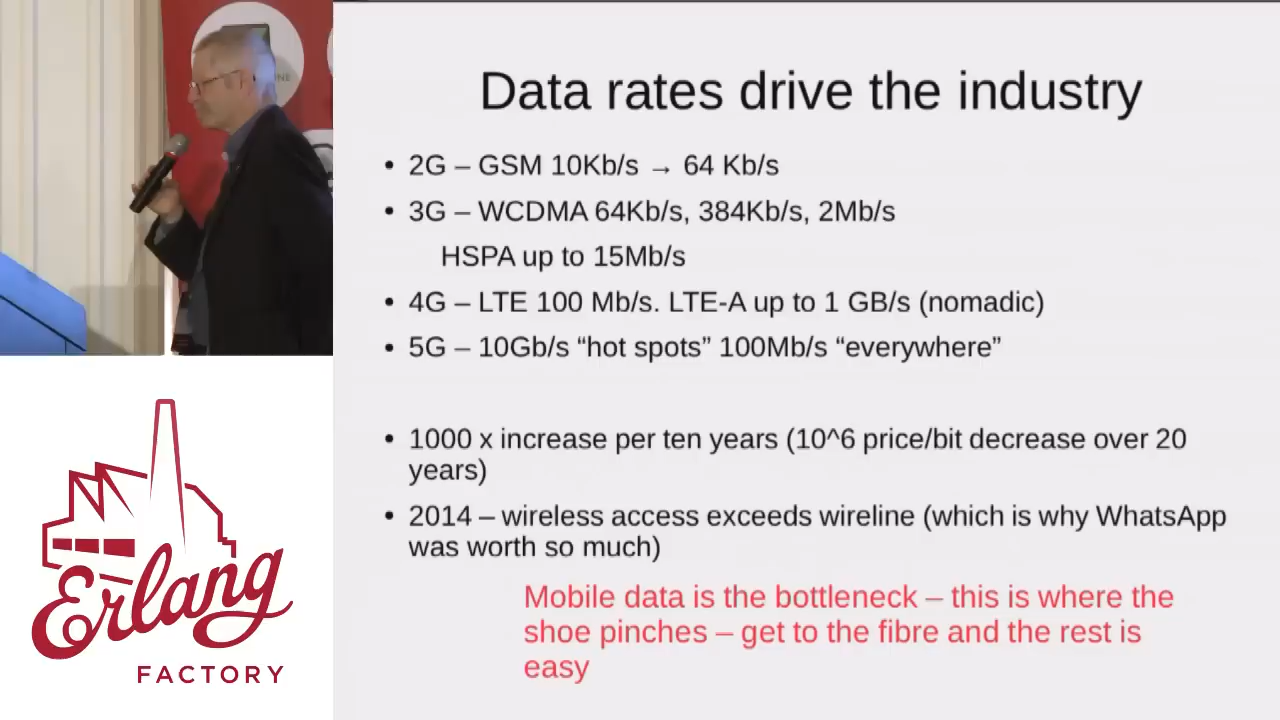 Data rates drive the industry
• 2G – GSM 10Kb/s → 64 Kb/s
• 3G – WCDMA 64Kb/s, 384Kb/s, 2Mb/s
HSPA up to 15Mb/s
• 4G – LTE 100 Mb/s. LTE-A up to 1 GB/s (nomadic)
• 5G – 10Gb/s “hot spots” 100Mb/s “everywhere”
• 1000 x increase per ten years (10^6 price/bit decrease over 20
years)
• 2014 – wireless access exceeds wireline (which is why WhatsApp
was worth so much)
Mobile data is the bottleneck – this is where the
shoe pinches – get to the fibre and the rest is
easy
Erlang
FACTORY